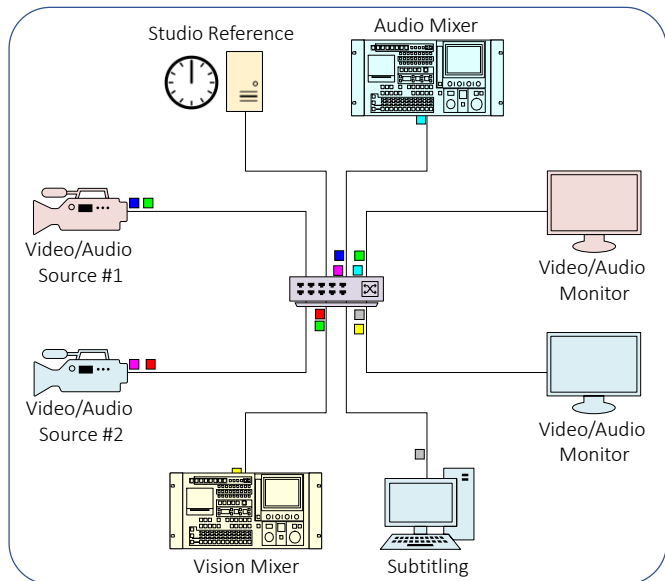 Studio Reference
Audio Mixer
Video/Audio
Source #1
Video/Audio
Monitor
Video/Audio
Source #2
Video/Audio
Monitor
Vision Mixer
Subtitling